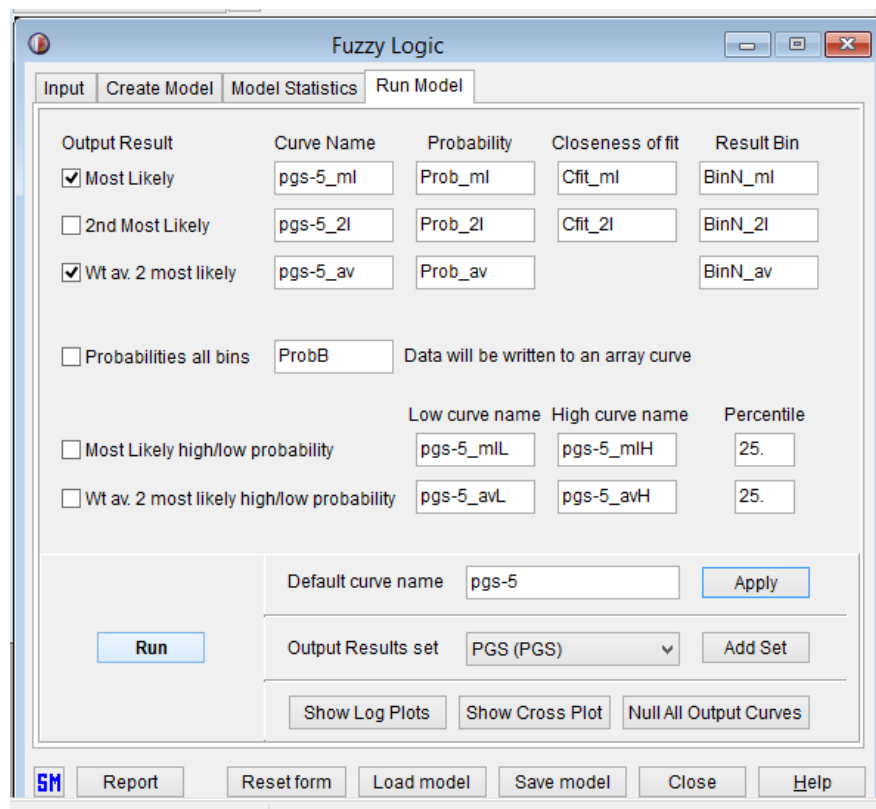 Fuzzy Logic
Input Create Model Model Statistics Run Model
Output Result Curve Name Probability Closeness of fit Result Bin
Most Likely pgs-5_ml Prob_ml Cfit_ml BinN_ml
2nd Most Likely pgs-5_2l Prob_2l Cfit_2l BinN_2l
Wt av. 2 most likely pgs-5_av Prob_av BinN_av
Probabilities all bins ProbB Data will be written to an array curve
Low curve name High curve name Percentile
Most Likely high/low probability pgs-5_mlL pgs-5_mlH 25.
Wt av. 2 most likely high/low probability pgs-5_avL pgs-5_avH 25.
Default curve name pgs-5 Apply
Run Output Results set PGS (PGS) Add Set
Show Log Plots Show Cross Plot Null All Output Curves
SM Report Reset form Load model Save model Close Help